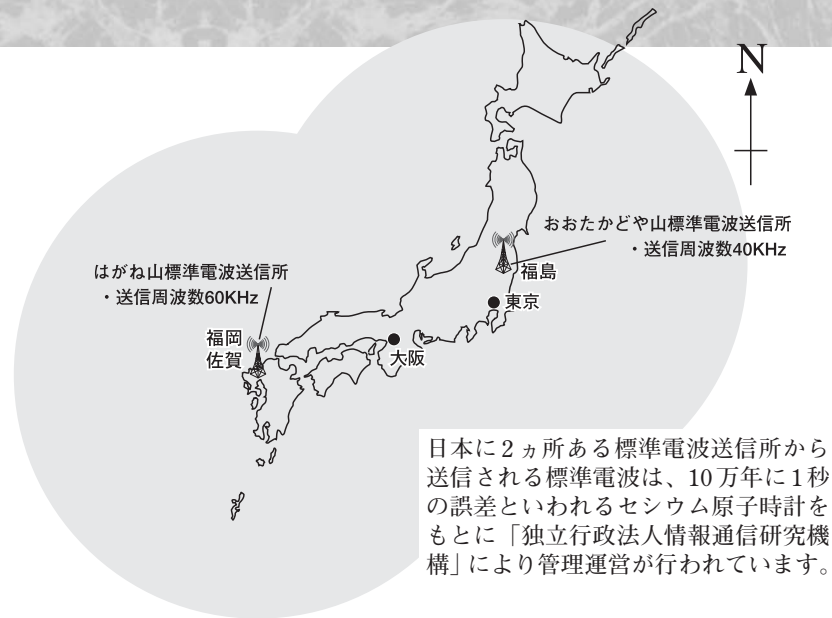 N
おおたかどや山標準電波送信所
・送信周波数40KHz
はがね山標準電波送信所
・送信周波数60KHz
福島
東京
福岡
佐賀
大阪
日本に2ヵ所ある標準電波送信所から
送信される標準電波は、10万年に1秒
の誤差といわれるセシウム原子時計を
もとに「独立行政法人情報通信研究機
構」により管理運営が行われています。